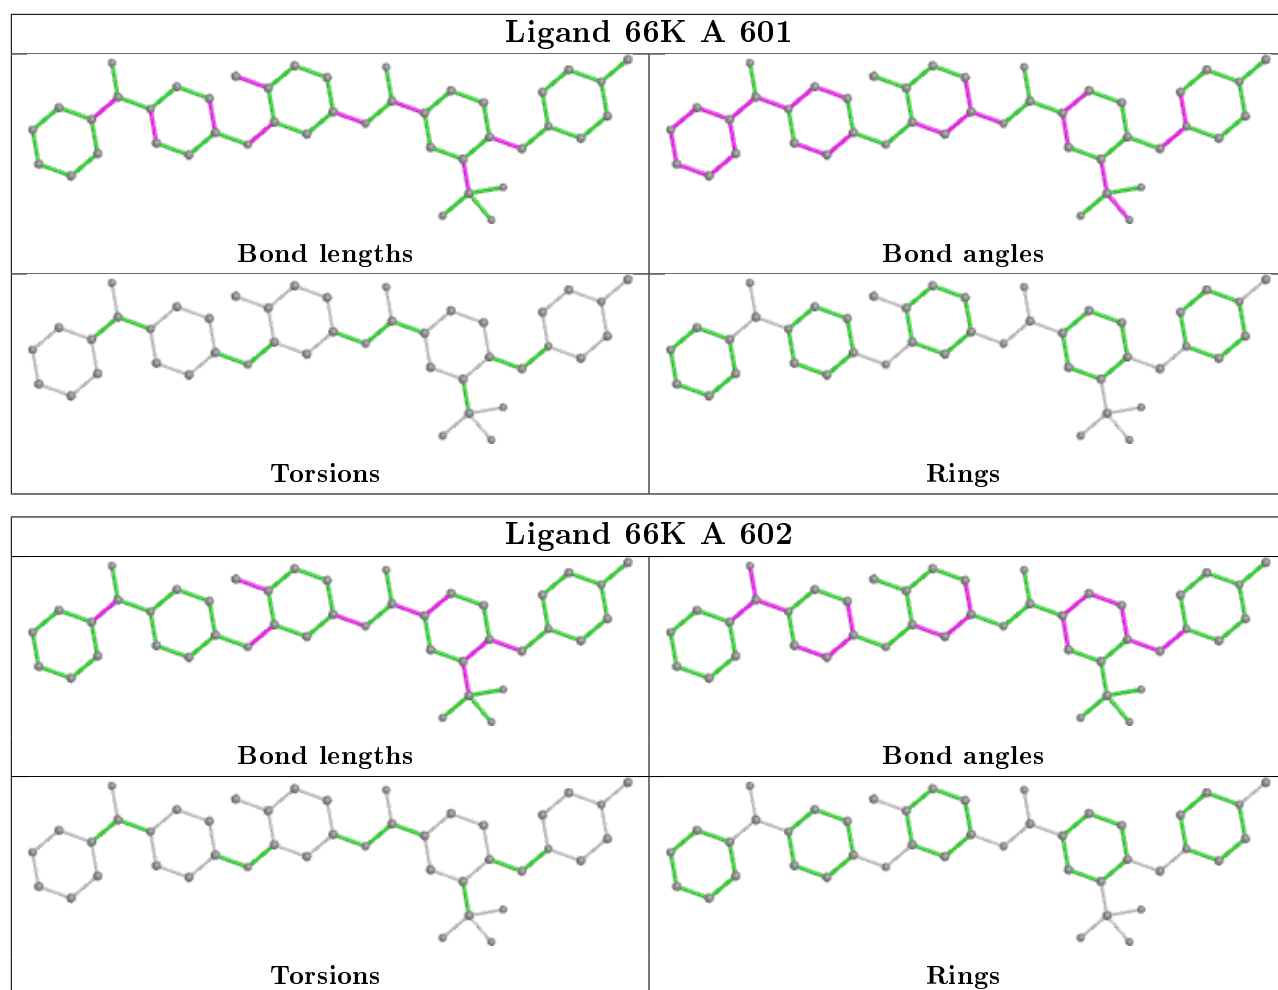 Ligand 66K A 601
Bond lengths
Bond angles
Torsions
Rings
Ligand 66K A 602
Bond lengths
Bond angles
Torsions
Rings